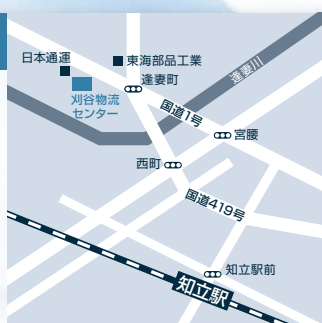 日本通運
東海部品工業
逢妻町
逢妻川
刈谷物流
センター
国道1号
宮腰
西町
国道419号
知立駅前
知立駅